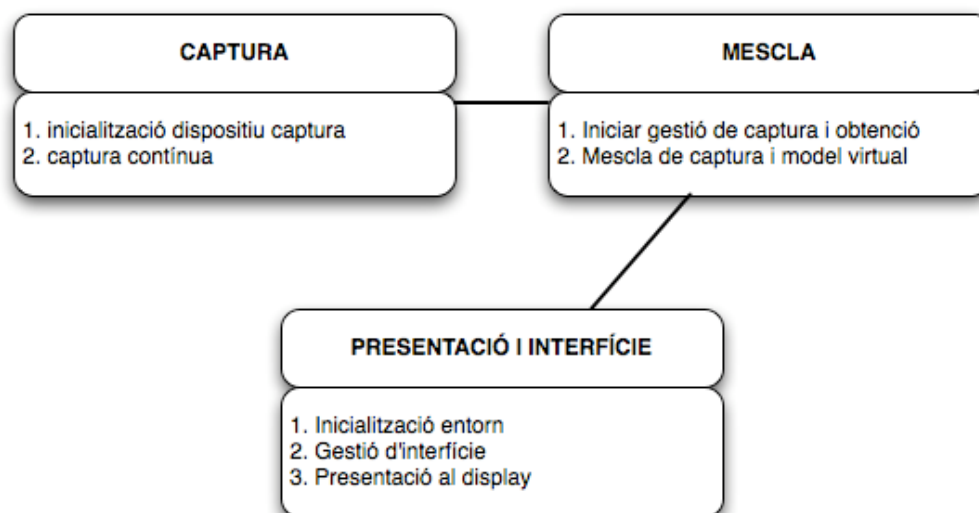 CAPTURA
1. inicialització dispositiu captura
2. captura contínua
MESCLA
1. Iniciar gestió de captura i obtenció
2. Mescla de captura i model virtual
PRESENTACIÓ I INTERFÍCIE
1. Inicialització entorn
2. Gestió d'interfície
3. Presentació al display